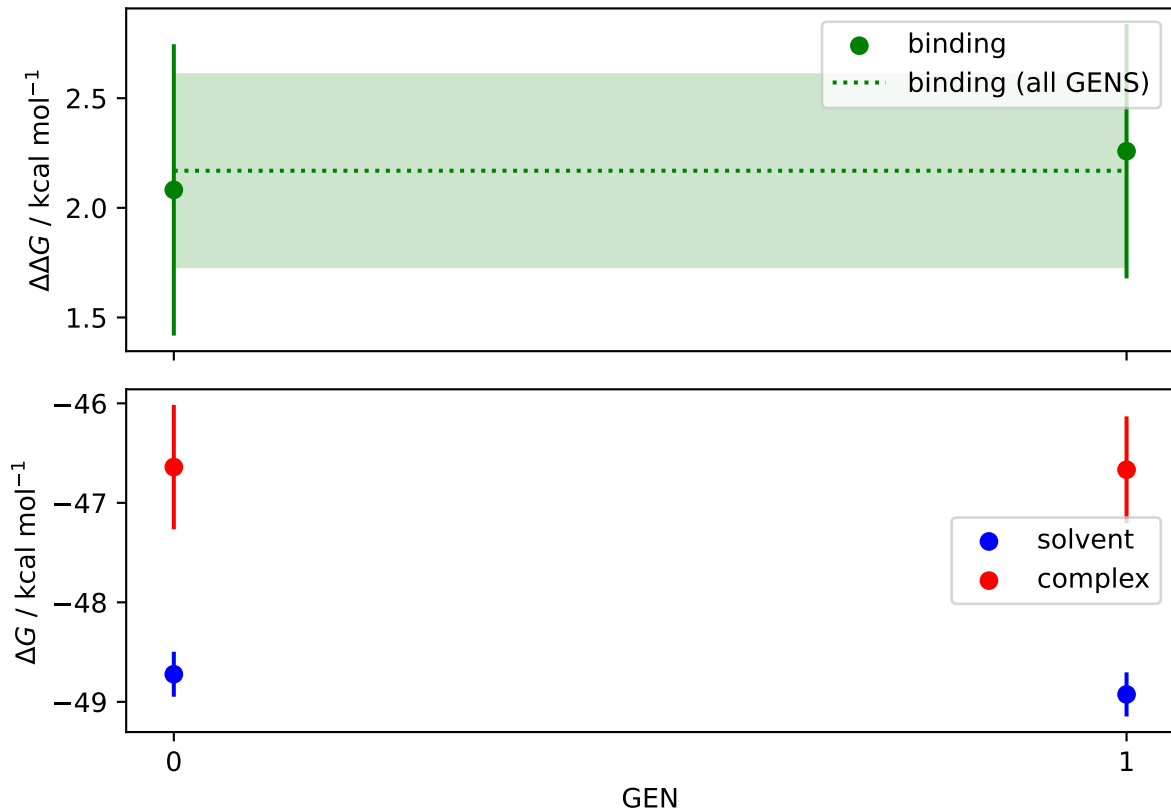 binding
binding (all GENS)
2.5
2.0
1.5
ΔΔG / kcal mol⁻¹
−46
−47
−48
−49
ΔG / kcal mol⁻¹
solvent
complex
0
1
GEN